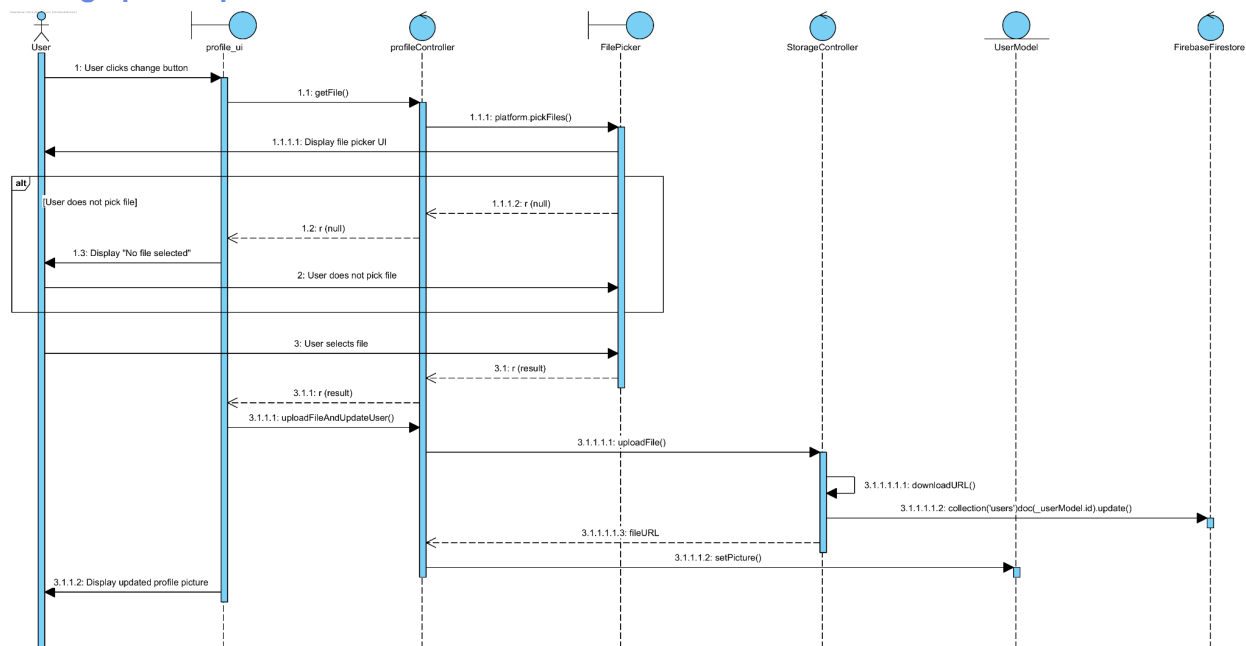 User
profile_ui
profileController
FilePicker
StorageController
UserModel
FirebaseFirestore
1: User clicks change button
1.1: getFile()
1.1.1: platform.pickFiles()
1.1.1.1: Display file picker UI
alt
[User does not pick file]
1.1.1.2: r (null)
1.2: r (null)
1.3: Display "No file selected"
2: User does not pick file
3: User selects file
3.1: r (result)
3.1.1: r (result)
3.1.1.1: uploadFileAndUpdateUser()
3.1.1.1.1: uploadFile()
3.1.1.1.1.1: downloadURL()
3.1.1.1.1.2: collection('users')doc(_userModel.id).update()
3.1.1.1.1.3: fileURL
3.1.1.1.2: setPicture()
3.1.1.2: Display updated profile picture